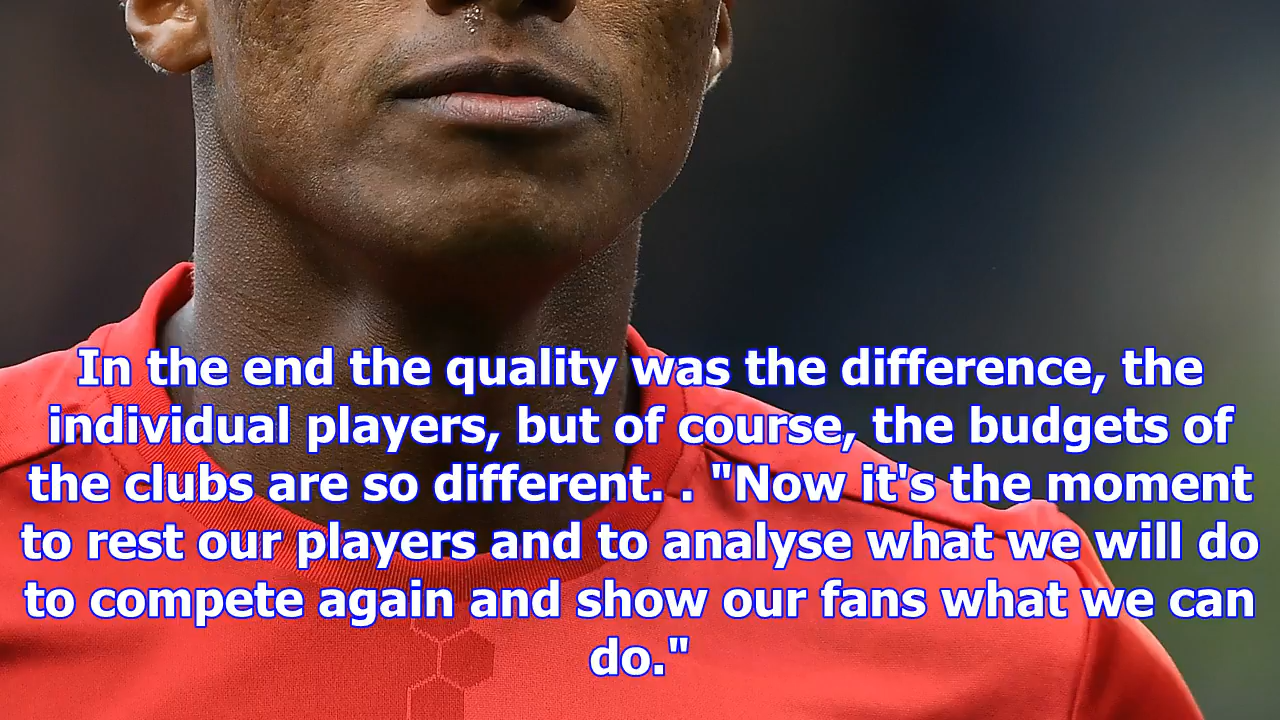 In the end the quality was the difference, the
individual players, but of course, the budgets of
the clubs are so different. . "Now it's the moment
to rest our players and to analyse what we will do
to compete again and show our fans what we can
do."